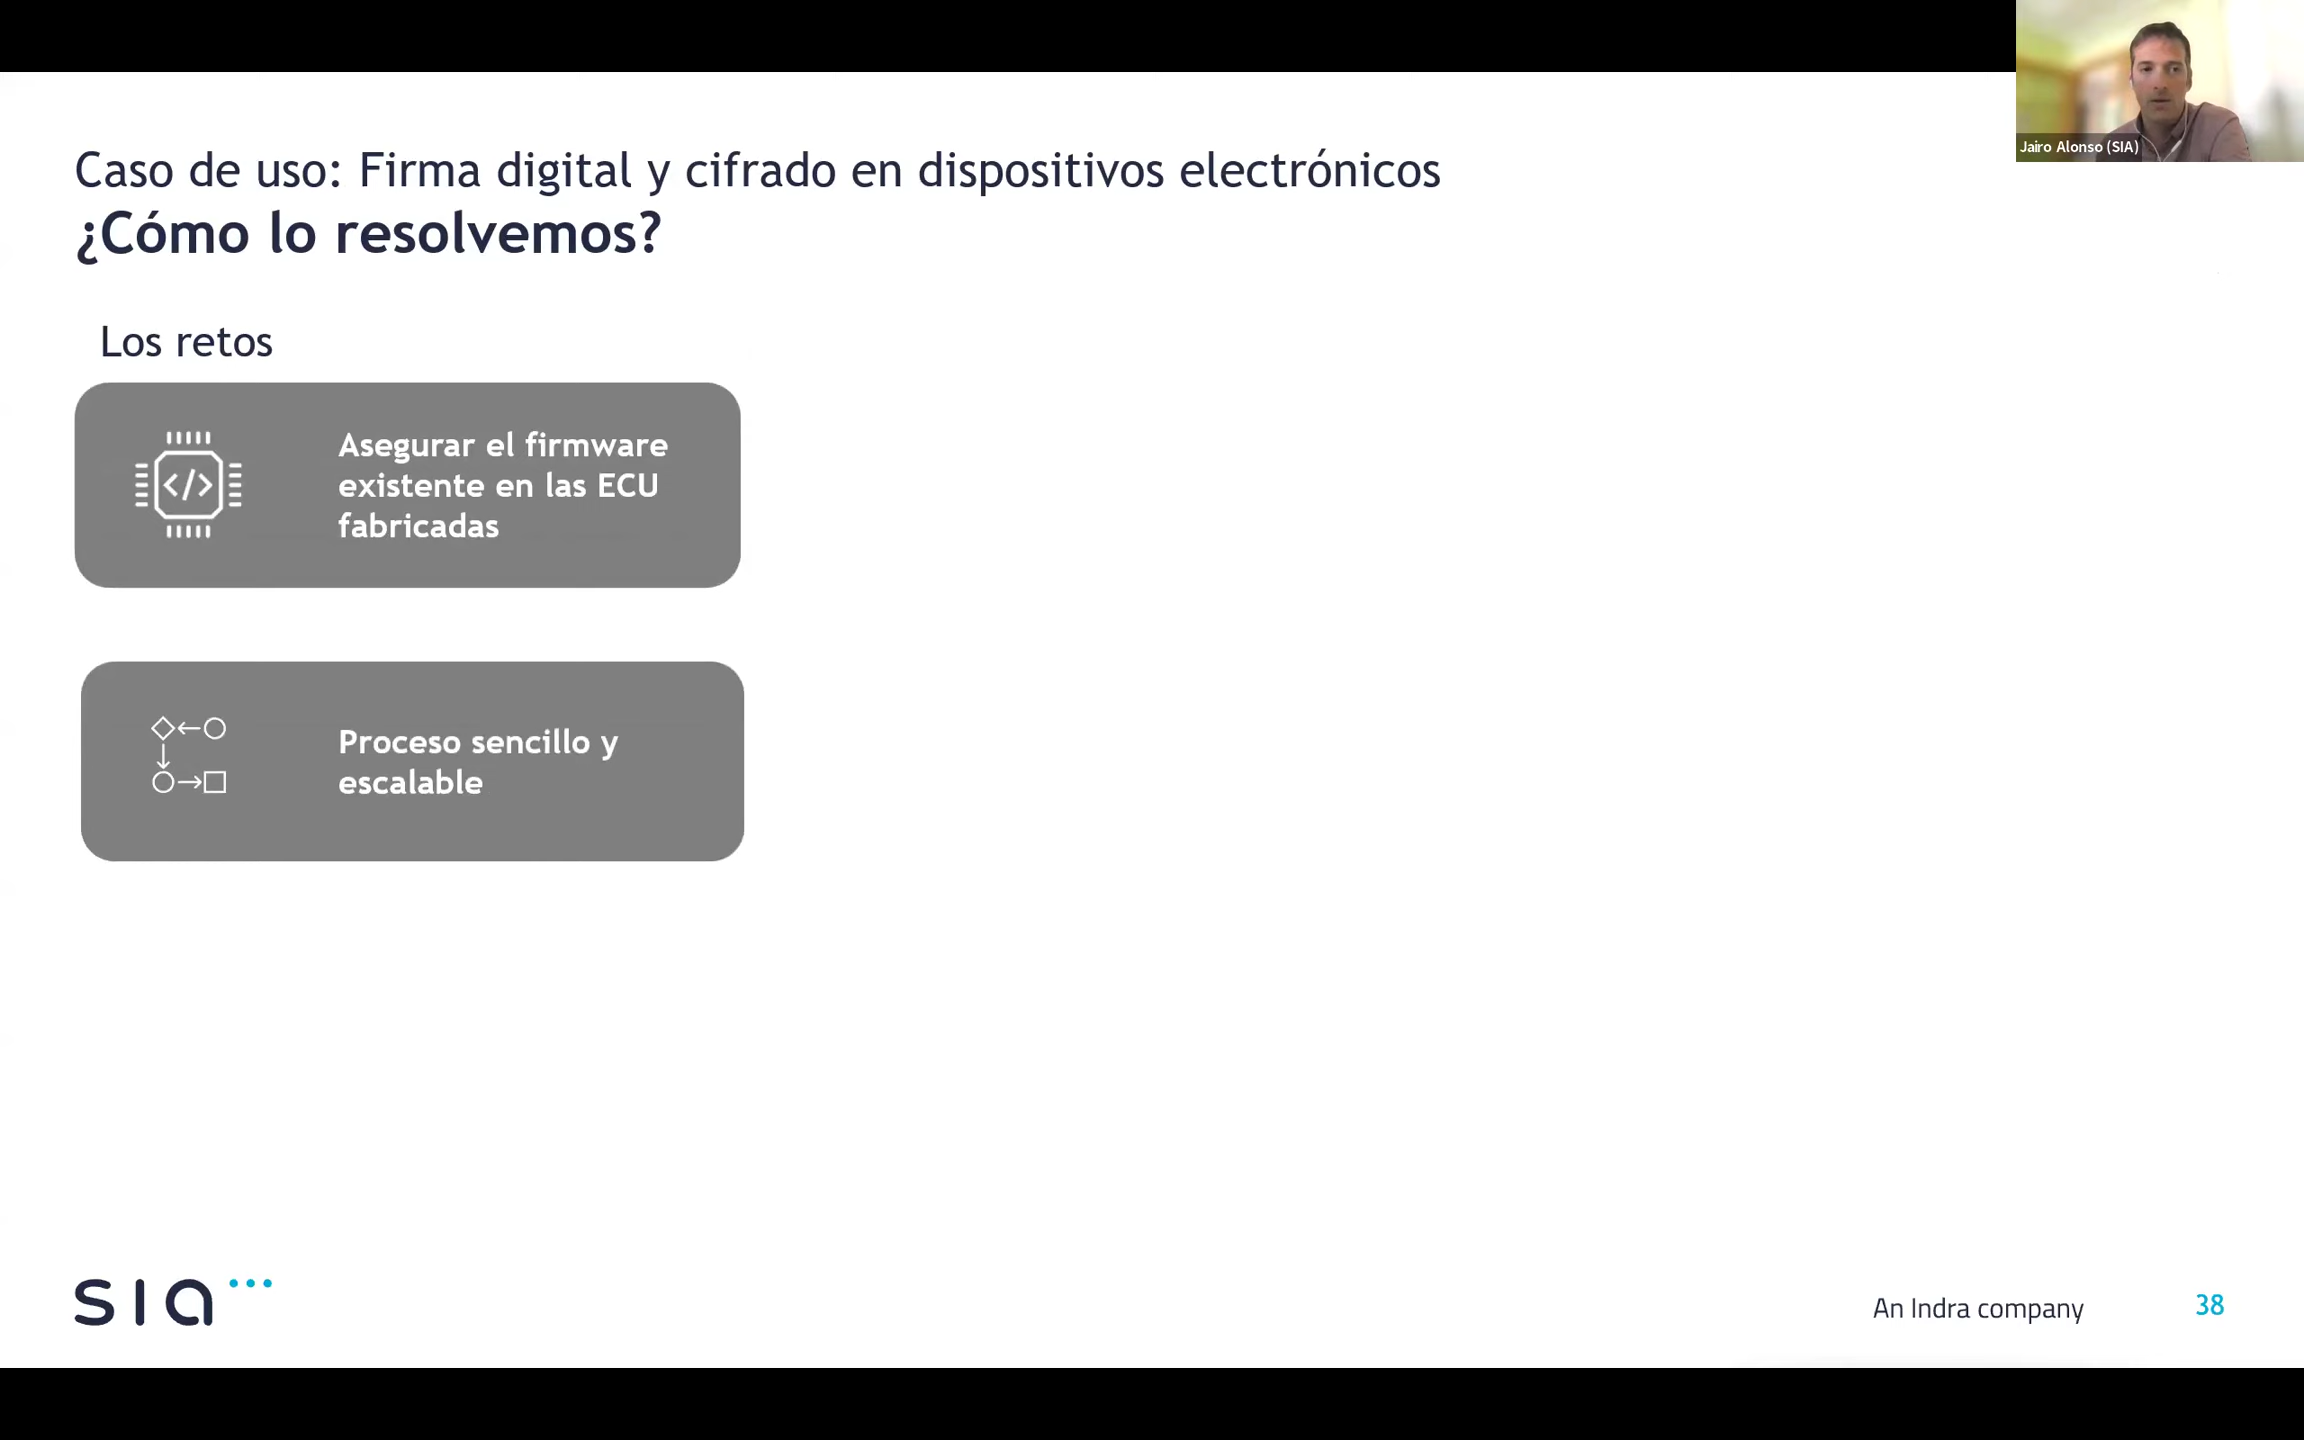 Jairo Alonso (SIA)
Caso de uso: Firma digital y cifrado en dispositivos electrónicos
¿Cómo lo resolvemos?
Los retos
</>
Asegurar el firmware
existente en las ECU
fabricadas
Proceso sencillo y
escalable
sia
An Indra company
38